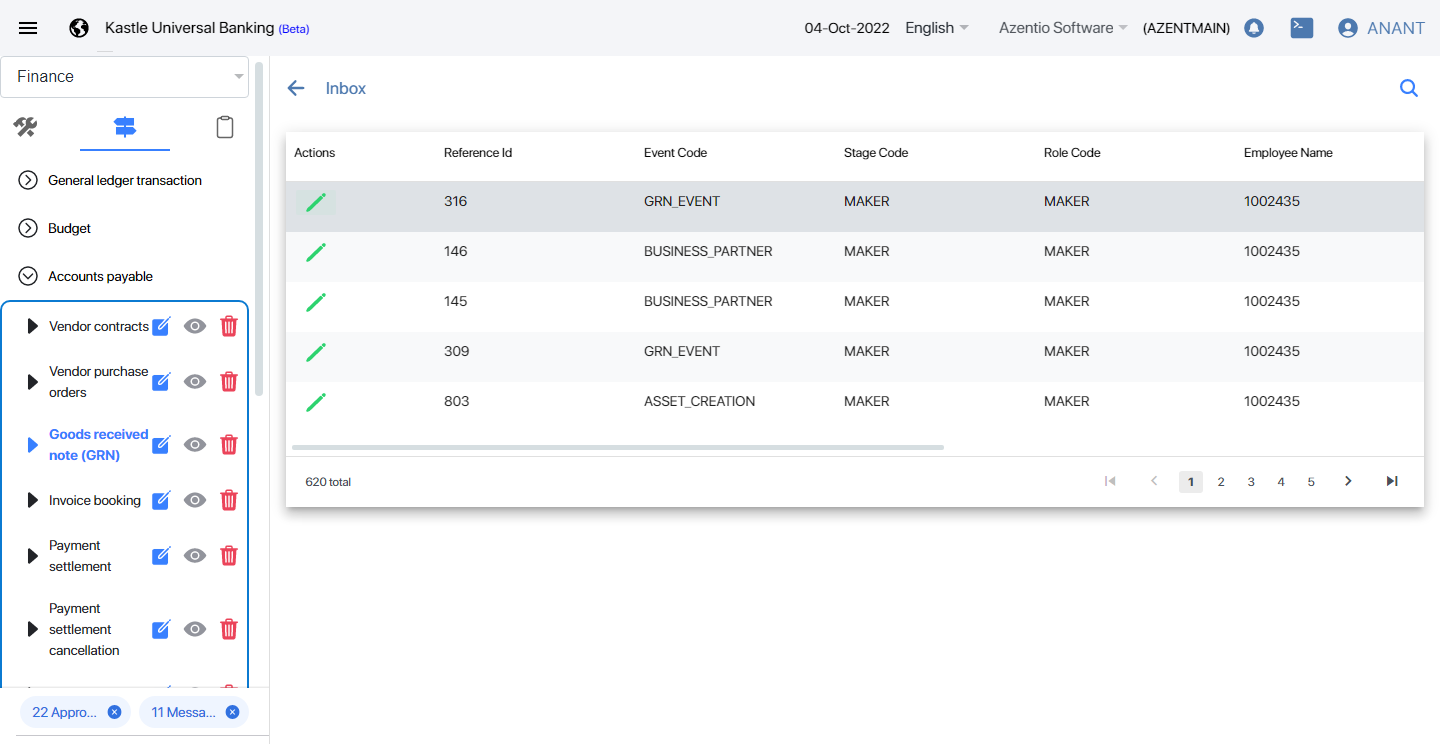 Kastle Universal Banking (Beta)
04-Oct-2022 English Azentio Software (AZENTMAIN) ANANT
Finance
General ledger transaction
Budget
Accounts payable
Vendor contracts
Vendor purchase
orders
Goods received
note (GRN)
Invoice booking
Payment
settlement
Payment
settlement
cancellation
22 Appro... 11 Messa...
Inbox
Actions Reference Id Event Code Stage Code Role Code Employee Name
316 GRN_EVENT MAKER MAKER 1002435
146 BUSINESS_PARTNER MAKER MAKER 1002435
145 BUSINESS_PARTNER MAKER MAKER 1002435
309 GRN_EVENT MAKER MAKER 1002435
803 ASSET_CREATION MAKER MAKER 1002435
620 total 1 2 3 4 5